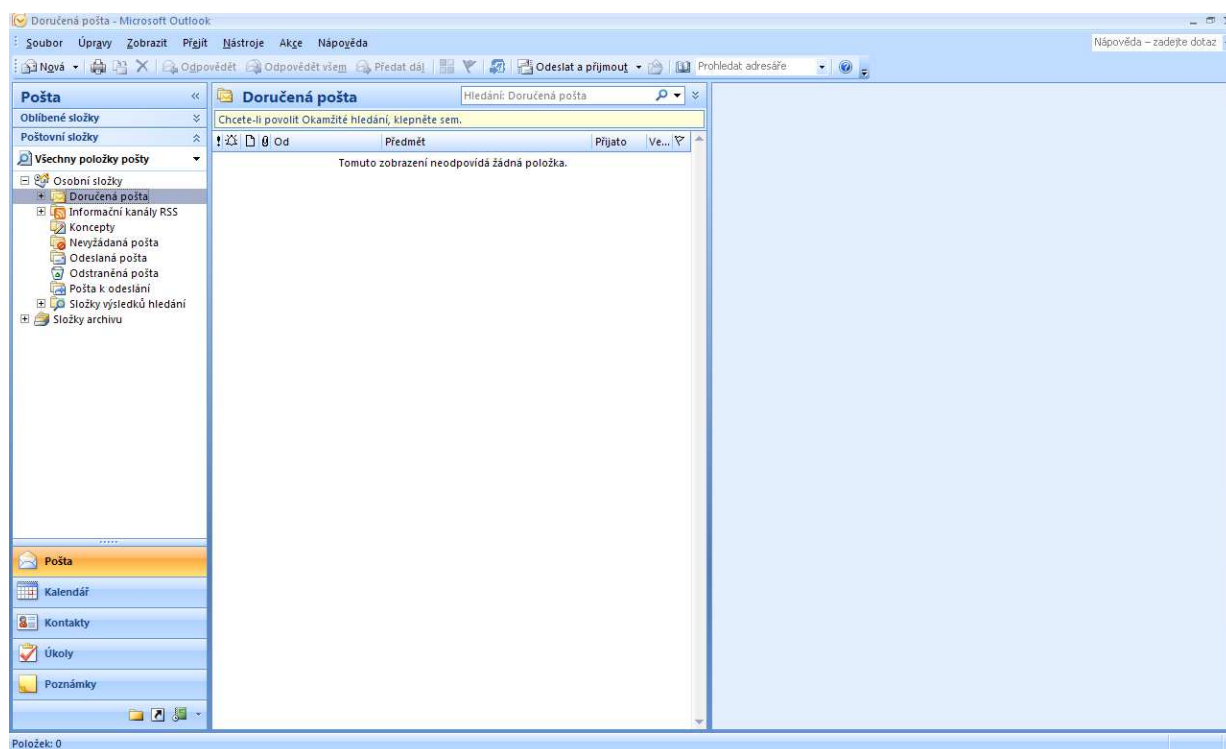 Doručená pošta - Microsoft Outlook
Soubor Úpravy Zobrazit Přejít Nástroje Akce Nápověda
Nápověda – zadejte dotaz
Nová Odpovědět Odpovědět všem Předat dál Odeslat a přijmout Prohledat adresáře
Pošta
Oblíbené složky
Poštovní složky
Všechny položky pošty
Osobní složky
Doručená pošta
Informační kanály RSS
Koncepty
Nevyžádaná pošta
Odeslaná pošta
Odstraněná pošta
Pošta k odeslání
Složky výsledků hledání
Složky archivu
Pošta
Kalendář
Kontakty
Úkoly
Poznámky
Doručená pošta
Hledání: Doručená pošta
Chcete-li povolit Okamžité hledání, klepněte sem.
Od Předmět Přijato Ve...
Tomuto zobrazení neodpovídá žádná položka.
Položek: 0